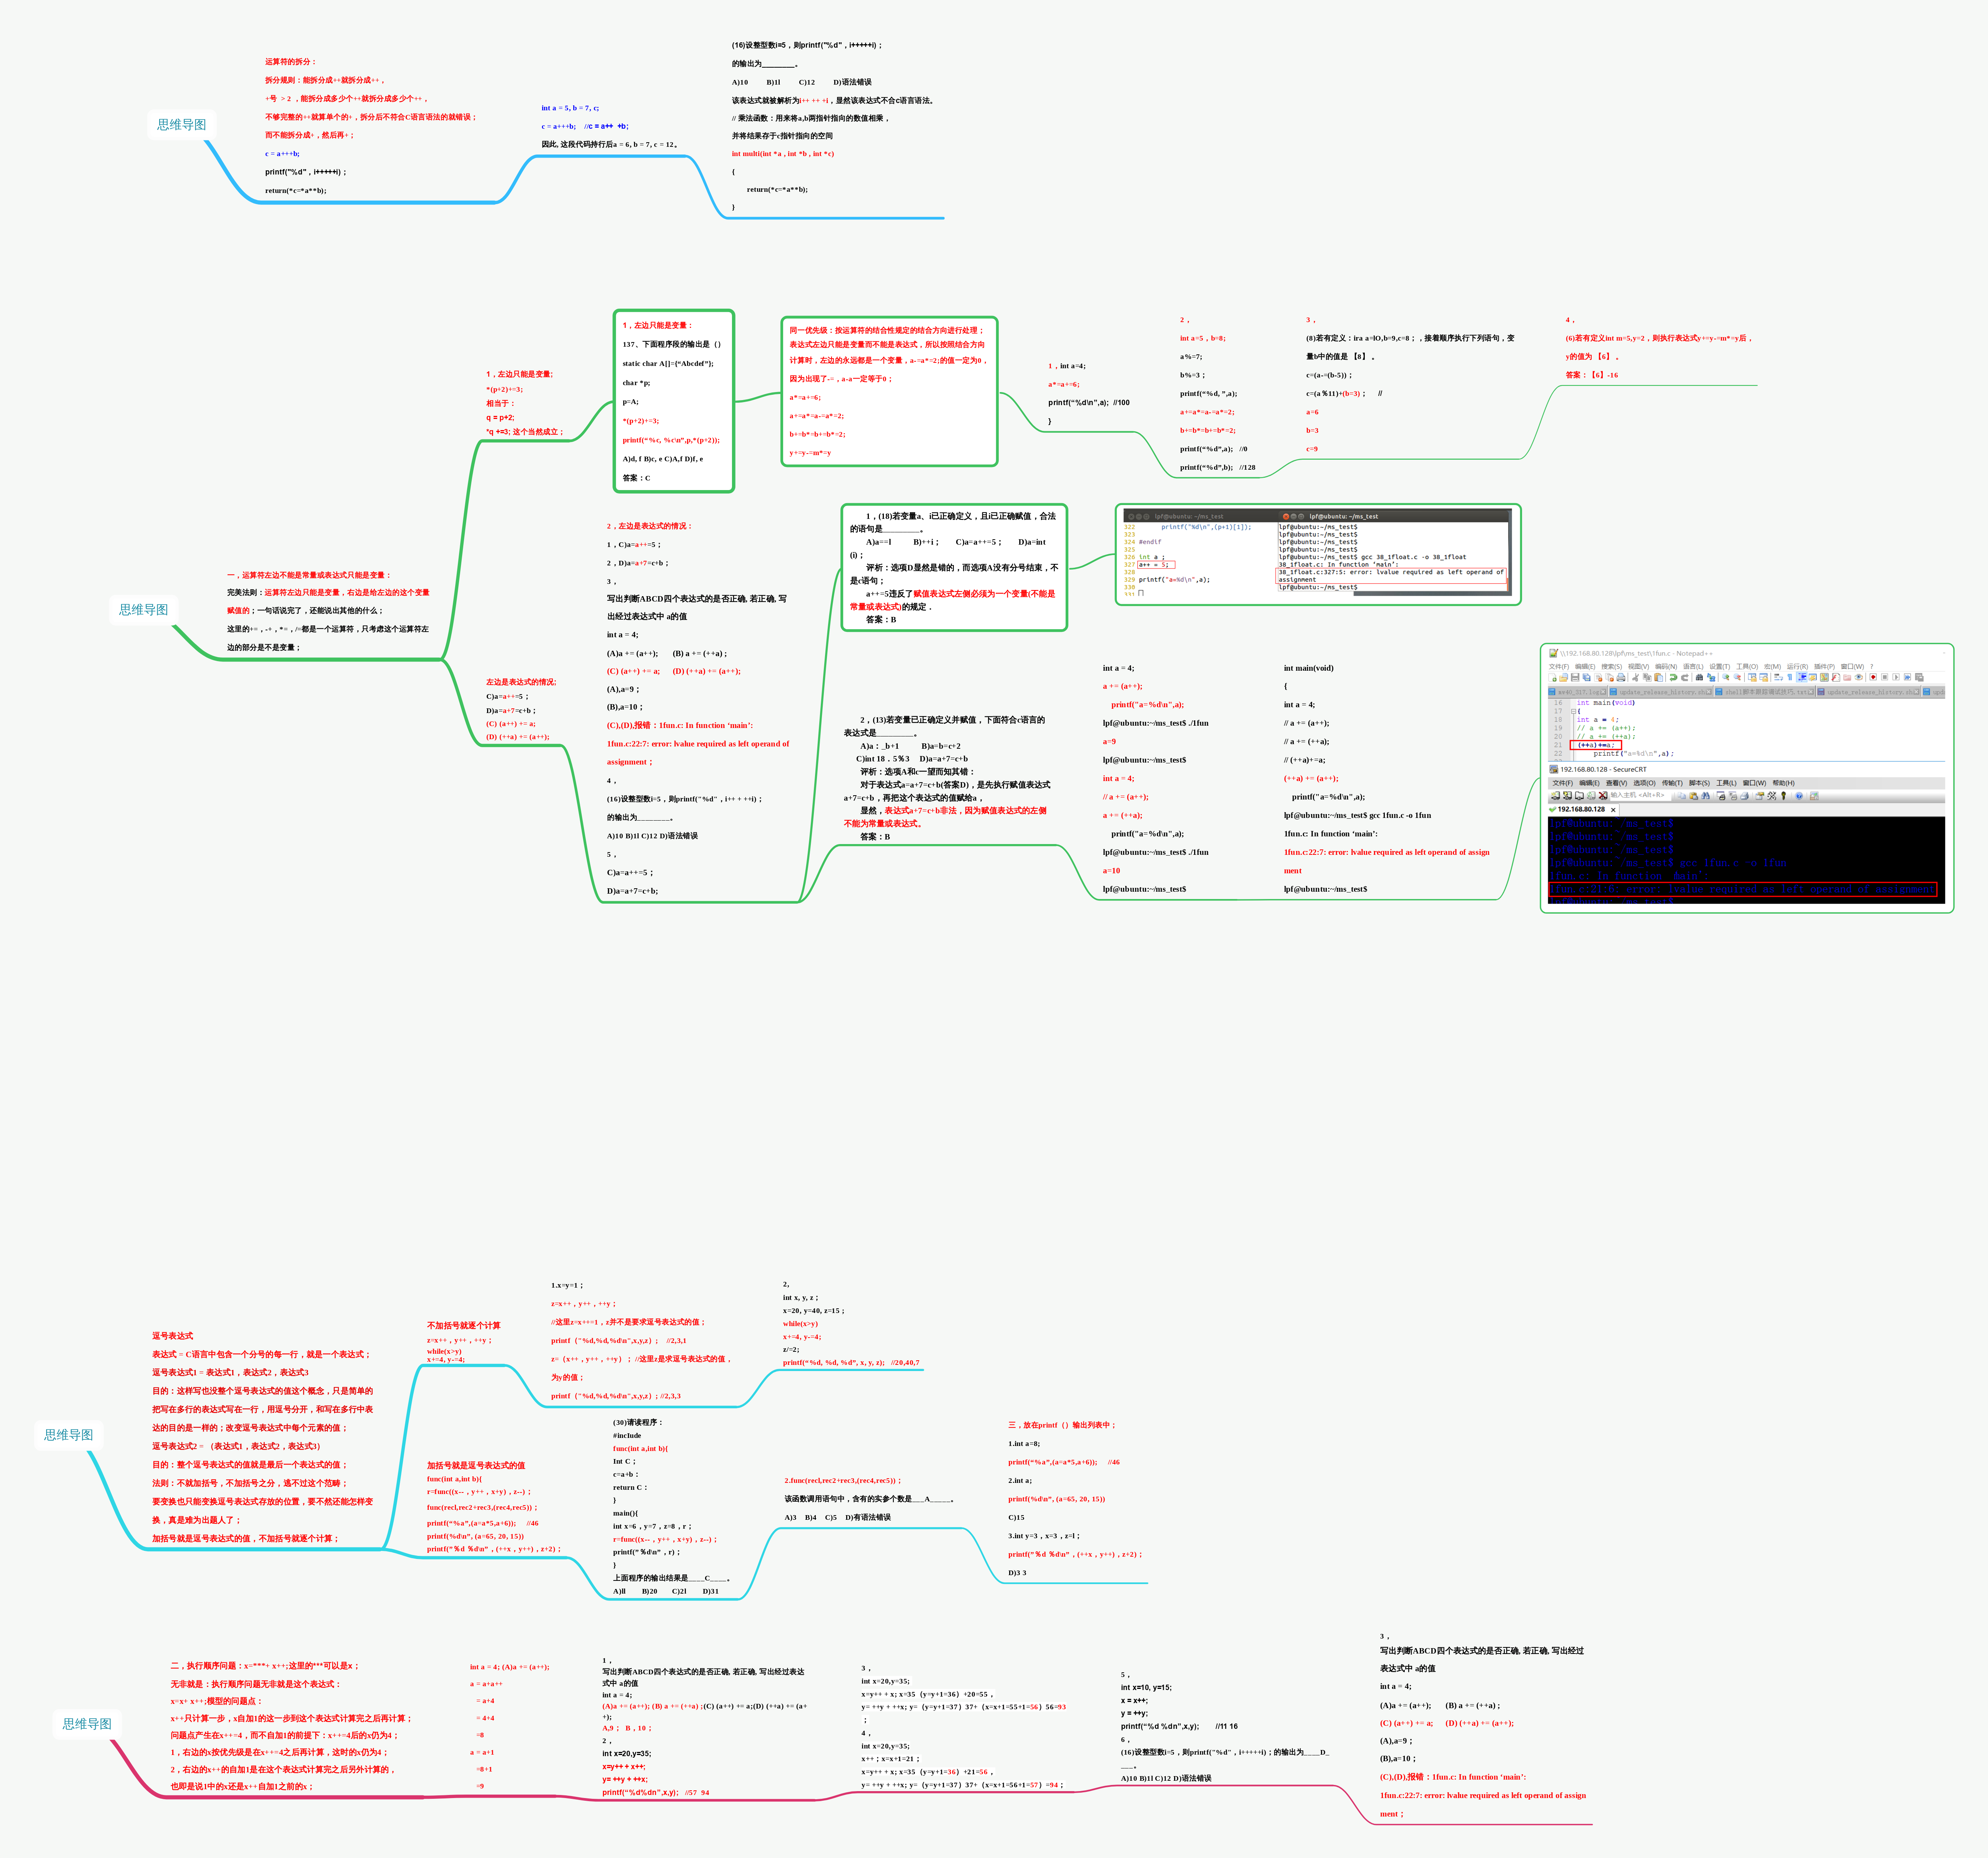 思维导图
运算符的拆分：
拆分规则：能拆分成++就拆分成++，
+号 > 2 ，能拆分成多少个++就拆分成多少个++，
不够完整的++就算单个的+，拆分后不符合C语言语法的就错误；
而不能拆分成+，然后再+；
c = a+++b;
printf("%d"，i+++++i)；
return(*c=*a**b);
int a = 5, b = 7, c;
c = a+++b; //c = a++ +b;
因此, 这段代码持行后a = 6, b = 7, c = 12。
(16)设整型数i=5，则printf("%d"，i+++++i)；
的输出为________。
A)10 B)1l C)12 D)语法错误
该表达式就被解析为i++ ++ +i，显然该表达式不合c语言语法。
// 乘法函数：用来将a,b两指针指向的数值相乘，
并将结果存于c指针指向的空间
int multi(int *a , int *b , int *c)
{
return(*c=*a**b);
}
思维导图
一，运算符左边不能是常量或表达式只能是变量：
完美法则：运算符左边只能是变量，右边是给左边的这个变量
赋值的；一句话说完了，还能说出其他的什么；
这里的+=，-+，*=，/=都是一个运算符，只考虑这个运算符左
边的部分是不是变量；
1，左边只能是变量;
*(p+2)+=3;
相当于：
q = p+2;
*q +=3; 这个当然成立；
1，左边只能是变量：
137、下面程序段的输出是（）
static char A[]={“Abcdef”};
char *p;
p=A;
*(p+2)+=3;
printf(“%c, %c\n”,p,*(p+2));
A)d, f B)c, e C)A,f D)f, e
答案：C
同一优先级：按运算符的结合性规定的结合方向进行处理；
表达式左边只能是变量而不能是表达式，所以按照结合方向
计算时，左边的永远都是一个变量，a-=a*=2;的值一定为0，
因为出现了-=，a-a一定等于0；
a*=a+=6;
a+=a*=a-=a*=2;
b+=b*=b+=b*=2;
y+=y-=m*=y
1，int a=4;
a*=a+=6;
printf(“%d\n”,a); //100
}
2，
int a=5，b=8;
a%=7;
b%=3；
printf(“%d, ”,a);
a+=a*=a-=a*=2;
b+=b*=b+=b*=2;
printf(“%d”,a); //0
printf(“%d”,b); //128
3，
(8)若有定义：ira a=lO,b=9,c=8；，接着顺序执行下列语句，变
量b中的值是 【8】 。
c=(a-=(b-5))；
c=(a％11)+(b=3)； //
a=6
b=3
c=9
4，
(6)若有定义int m=5,y=2，则执行表达式y+=y-=m*=y后，
y的值为 【6】 。
答案：【6】-16
左边是表达式的情况;
C)a=a++=5；
D)a=a+7=c+b；
(C) (a++) += a;
(D) (++a) += (a++);
2，左边是表达式的情况：
1，C)a=a++=5；
2，D)a=a+7=c+b；
3，
写出判断ABCD四个表达式的是否正确, 若正确, 写
出经过表达式中 a的值
int a = 4;
(A)a += (a++); (B) a += (++a) ;
(C) (a++) += a; (D) (++a) += (a++);
(A),a=9；
(B),a=10；
(C),(D),报错：1fun.c: In function ‘main’:
1fun.c:22:7: error: lvalue required as left operand of
assignment；
4，
(16)设整型数i=5，则printf("%d"，i++ + ++i)；
的输出为________。
A)10 B)1l C)12 D)语法错误
5，
C)a=a++=5；
D)a=a+7=c+b;
1，(18)若变量a、i已正确定义，且i已正确赋值，合法
的语句是________。
A)a==l B)++i； C)a=a++=5； D)a=int
(i)；
评析：选项D显然是错的，而选项A没有分号结束，不
是c语句；
a++=5违反了赋值表达式左侧必须为一个变量(不能是
常量或表达式)的规定．
答案：B
lpf@ubuntu: ~/ms_test
322 printf("%d\n",(p+1)[1]);
323
324 #endif
325
326 int a ;
327 a++ = 5;
328
329 printf("a=%d\n",a);
330
331
lpf@ubuntu: ~/ms_test
lpf@ubuntu:~/ms_test$
lpf@ubuntu:~/ms_test$
lpf@ubuntu:~/ms_test$
lpf@ubuntu:~/ms_test$
lpf@ubuntu:~/ms_test$ gcc 38_1float.c -o 38_1float
38_1float.c: In function ‘main’:
38_1float.c:327:5: error: lvalue required as left operand of
assignment
lpf@ubuntu:~/ms_test$
2，(13)若变量已正确定义并赋值，下面符合c语言的
表达式是________。
A)a：_b+1 B)a=b=c+2
C)int 18．5％3 D)a=a+7=c+b
评析：选项A和c一望而知其错：
对于表达式a=a+7=c+b(答案D)，是先执行赋值表达式
a+7=c+b，再把这个表达式的值赋给a，
显然，表达式a+7=c+b非法，因为赋值表达式的左侧
不能为常量或表达式。
答案：B
int a = 4;
a += (a++);
printf("a=%d\n",a);
lpf@ubuntu:~/ms_test$ ./1fun
a=9
lpf@ubuntu:~/ms_test$
int a = 4;
// a += (a++);
a += (++a);
printf("a=%d\n",a);
lpf@ubuntu:~/ms_test$ ./1fun
a=10
lpf@ubuntu:~/ms_test$
int main(void)
{
int a = 4;
// a += (a++);
// a += (++a);
// (++a)+=a;
(++a) += (a++);
printf("a=%d\n",a);
lpf@ubuntu:~/ms_test$ gcc 1fun.c -o 1fun
1fun.c: In function ‘main’:
1fun.c:22:7: error: lvalue required as left operand of assign
ment
lpf@ubuntu:~/ms_test$
\\192.168.80.128\lpf\ms_test\1fun.c - Notepad++
文件(F) 编辑(E) 搜索(S) 视图(V) 编码(N) 语言(L) 设置(T) 工具(O) 宏(M) 运行(R) 插件(P) 窗口(W) ?
update_release_history.sh shell脚本跟踪调试技巧.txt update_release_history.sh
16 int main(void)
17 {
18 int a = 4;
19 // a += (a++);
20 // a += (++a);
21 (++a)+=a;
22 printf("a=%d\n",a);
192.168.80.128 - SecureCRT
文件(F) 编辑(E) 查看(V) 选项(O) 传输(T) 脚本(S) 工具(L) 窗口(W) 帮助(H)
输入主机 <Alt+R>
192.168.80.128
lpf@ubuntu:~/ms_test$
lpf@ubuntu:~/ms_test$
lpf@ubuntu:~/ms_test$
lpf@ubuntu:~/ms_test$ gcc 1fun.c -o 1fun
1fun.c: In function ‘main’:
1fun.c:21:6: error: lvalue required as left operand of assignment
lpf@ubuntu:~/ms_test$
思维导图
逗号表达式
表达式 = C语言中包含一个分号的每一行，就是一个表达式；
逗号表达式1 = 表达式1，表达式2，表达式3
目的：这样写也没整个逗号表达式的值这个概念，只是简单的
把写在多行的表达式写在一行，用逗号分开，和写在多行中表
达的目的是一样的；改变逗号表达式中每个元素的值；
逗号表达式2 = （表达式1，表达式2，表达式3）
目的：整个逗号表达式的值就是最后一个表达式的值；
法则：不就加括号，不加括号之分，逃不过这个范畴；
要变换也只能变换逗号表达式存放的位置，要不然还能怎样变
换，真是难为出题人了；
加括号就是逗号表达式的值，不加括号就逐个计算；
不加括号就逐个计算
z=x++，y++，++y；
while(x>y)
x+=4, y-=4;
1.x=y=1；
z=x++，y++，++y；
//这里z=x++=1，z并不是要求逗号表达式的值；
printf（"%d,%d,%d\n",x,y,z）; //2,3,1
z=（x++，y++，++y）；//这里z是求逗号表达式的值，
为y的值；
printf（"%d,%d,%d\n",x,y,z）; //2,3,3
2,
int x, y, z；
x=20, y=40, z=15；
while(x>y)
x+=4, y-=4;
z/=2;
printf(“%d, %d, %d”, x, y, z); //20,40,7
加括号就是逗号表达式的值
func(int a,int b){
r=func((x--，y++，x+y)，z--)；
func(recl,rec2+rec3,(rec4,rec5))；
printf(“%a”,(a=a*5,a+6)); //46
printf(%d\n”, (a=65, 20, 15))
printf(”％d ％d\n”，(++x，y++)，z+2)；
(30)请读程序：
#incIude
func(int a,int b){
Int C；
c=a+b：
return C：
}
main(){
int x=6，y=7，z=8，r；
r=func((x--，y++，x+y)，z--)；
printf(”％d\n”，r)；
}
上面程序的输出结果是____C____。
A)ll B)20 C)2l D)31
2.func(recl,rec2+rec3,(rec4,rec5))；
该函数调用语句中，含有的实参个数是___A_____。
A)3 B)4 C)5 D)有语法错误
三，放在printf（）输出列表中；
1.int a=8;
printf(“%a”,(a=a*5,a+6)); //46
2.int a;
printf(%d\n”, (a=65, 20, 15))
C)15
3.int y=3，x=3，z=l；
printf(”％d ％d\n”，(++x，y++)，z+2)；
D)3 3
思维导图
二，执行顺序问题：x=***+ x++;这里的***可以是x；
无非就是：执行顺序问题无非就是这个表达式：
x=x+ x++;模型的问题点：
x++只计算一步，x自加1的这一步到这个表达式计算完之后再计算；
问题点产生在x++=4，而不自加1的前提下：x++=4后的x仍为4；
1，右边的x按优先级是在x++=4之后再计算，这时的x仍为4；
2，右边的x++的自加1是在这个表达式计算完之后另外计算的，
也即是说1中的x还是x++自加1之前的x；
int a = 4; (A)a += (a++);
a = a+a++
= a+4
= 4+4
=8
a = a+1
=8+1
=9
1，
写出判断ABCD四个表达式的是否正确, 若正确, 写出经过表达
式中 a的值
int a = 4;
(A)a += (a++); (B) a += (++a) ;(C) (a++) += a;(D) (++a) += (a+
+);
A,9； B，10；
2，
int x=20,y=35;
x=y++ + x++;
y= ++y + ++x;
printf(“%d%dn”,x,y); //57 94
3，
int x=20,y=35;
x=y++ + x; x=35（y=y+1=36）+20=55，
y= ++y + ++x; y=（y=y+1=37）37+（x=x+1=55+1=56）56=93
；
4，
int x=20,y=35;
x++；x=x+1=21；
x=y++ + x; x=35（y=y+1=36）+21=56，
y= ++y + ++x; y=（y=y+1=37）37+（x=x+1=56+1=57）=94；
5，
int x=10, y=15;
x = x++;
y = ++y;
printf(“%d %dn”,x,y); //11 16
6，
(16)设整型数i=5，则printf("%d"，i+++++i)；的输出为____D_
___。
A)10 B)1l C)12 D)语法错误
3，
写出判断ABCD四个表达式的是否正确, 若正确, 写出经过
表达式中 a的值
int a = 4;
(A)a += (a++); (B) a += (++a) ;
(C) (a++) += a; (D) (++a) += (a++);
(A),a=9；
(B),a=10；
(C),(D),报错：1fun.c: In function ‘main’:
1fun.c:22:7: error: lvalue required as left operand of assign
ment；